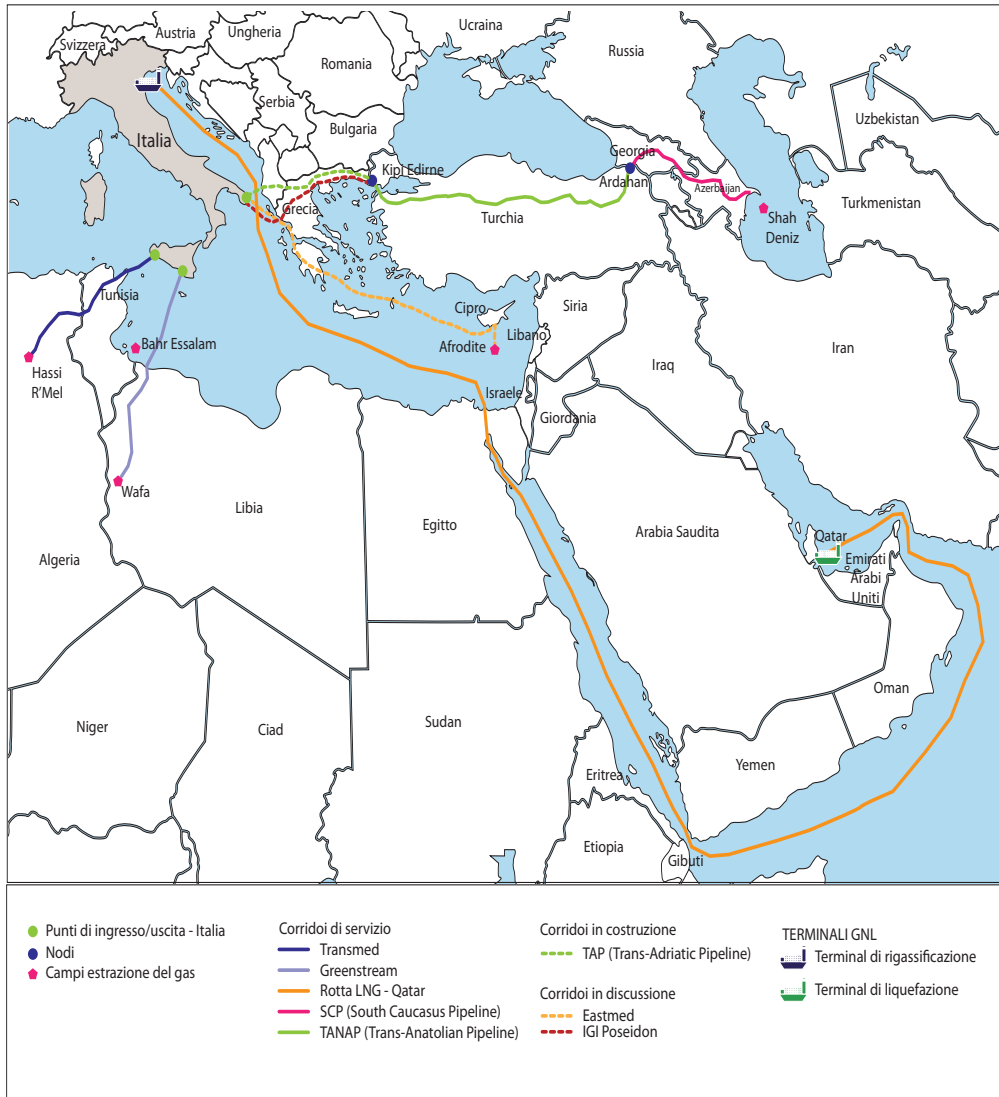 Svizzera
Austria
Ungheria
Ucraina
Russia
Romania
Serbia
Bulgaria
Italia
Uzbekistan
Kipi Edirne
Georgia
Ardahan
Azerbaijan
Turkmenistan
Grecia
Turchia
Shah
Deniz
Tunisia
Cipro
Siria
Libano
Afrodite
Bahr Essalam
Iraq
Iran
Hassi
R'Mel
Israele
Giordania
Wafa
Libia
Egitto
Arabia Saudita
Qatar
Emirati
Arabi
Uniti
Algeria
Oman
Niger
Ciad
Sudan
Yemen
Eritrea
Etiopia
Gibuti
Punti di ingresso/uscita - Italia
Nodi
Campi estrazione del gas
Corridoi di servizio
Transmed
Greenstream
Rotta LNG - Qatar
SCP (South Caucasus Pipeline)
TANAP (Trans-Anatolian Pipeline)
Corridoi in costruzione
TAP (Trans-Adriatic Pipeline)
Corridoi in discussione
Eastmed
IGI Poseidon
TERMINALI GNL
Terminal di rigassificazione
Terminal di liquefazione